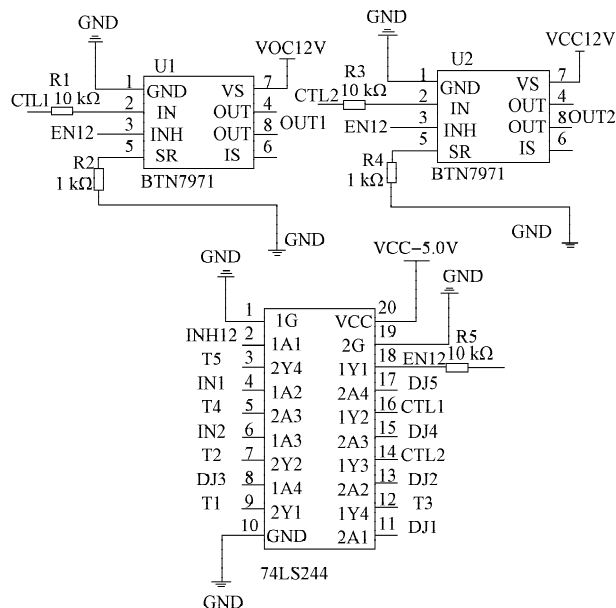 GND
U1
VOC12V
R1
10 kΩ
CTL1
1
GND
VS
7
2
IN
OUT
4
EN12
3
INH
OUT
8
OUT1
5
SR
IS
6
R2
1 kΩ
BTN7971
GND
GND
U2
VCC12V
R3
10 kΩ
CTL2
1
GND
VS
7
2
IN
OUT
4
EN12
3
INH
OUT
8
OUT2
5
SR
IS
6
R4
1 kΩ
BTN7971
GND
GND
VCC-5.0V
GND
1
1G
VCC
20
INH12
2
1A1
2G
19
T5
3
2Y4
1Y1
18
EN12
R5
10 kΩ
IN1
4
1A2
2A4
17
DJ5
T4
5
2A3
1Y2
16
CTL1
IN2
6
1A3
2A3
15
DJ4
T2
7
2Y2
1Y3
14
CTL2
DJ3
8
1A4
2A2
13
DJ2
T1
9
2Y1
1Y4
12
T3
10
GND
2A1
11
DJ1
GND
74LS244